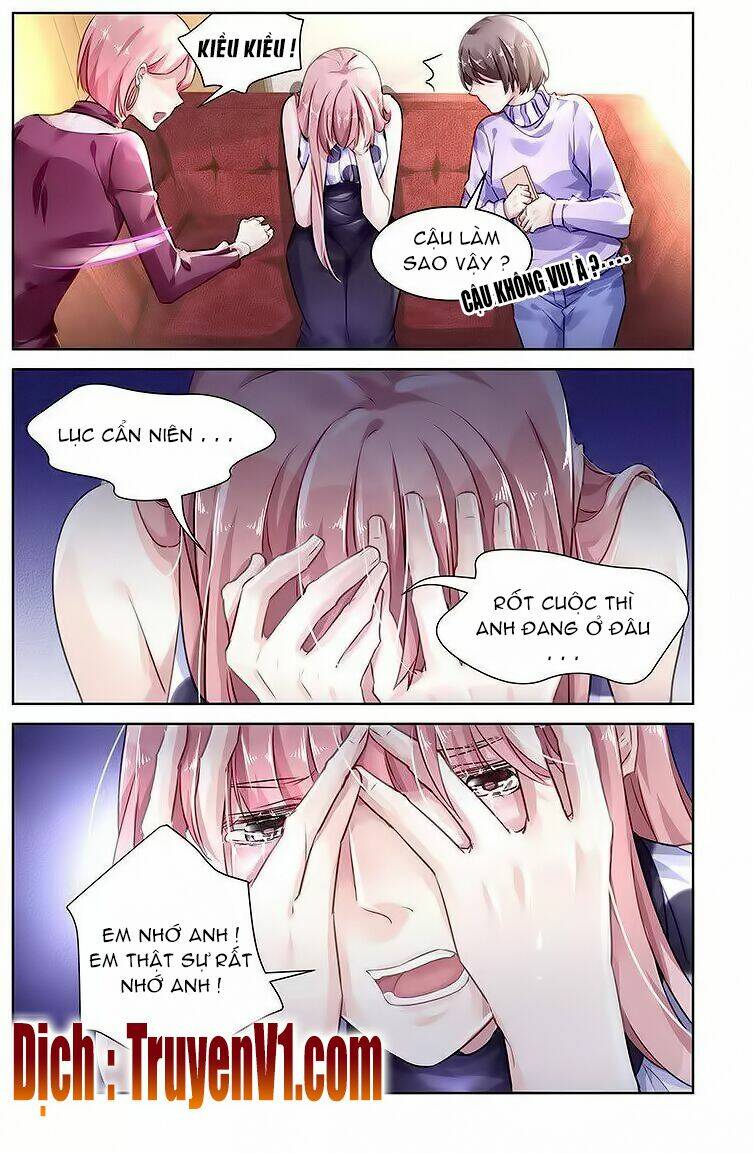 KIỀU KIỀU !
CẬU LÀM
SAO VẬY ?
CẬU KHÔNG VUI À ?....
LỤC CẨN NIÊN . . .
RỐT CUỘC THÌ
ANH ĐANG Ở ĐÂU
. . .
EM NHỚ ANH !
EM THẬT SỰ RẤT
NHỚ ANH !
Dịch : TruyenV1.com